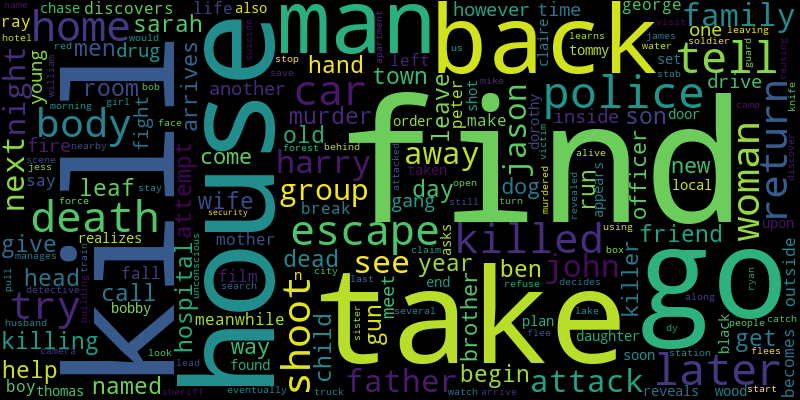 find
take
go
kill
house
man
back
home
name
ray
chase
discovers
sarah
life
also
hotel
red
would
men
drug
william
suicide
night
young
room
arrives
bob
morning
girl
another
body
fight
face
next
fire
nearby
say
scene
come
jess
stay
leaf
attempt
wife
security
death
force
realizes
mother
give
manages
train
head
fall
hospital
unconscious
film
search
call
detective
building
bobby
try
pull
husband
meanwhile
killing
camera
look
way
help
lead
found
boy
thomas
named
sheriff
eventually
stop
us
however
time
george
family
hand
save
left
apartment
claire
learns
tommy
james
visit
one
leaving
soldier
water
car
town
leave
peter
shot
mike
police
set
stab
tell
guard
causing
drive
knife
murder
order
make
jason
dorothy
victim
inside
son
door
old
forest
behind
harry
away
taken
attacked
group
day
open
dog
run
alive
murdered
revealed
appears
officer
new
local
woman
camp
return
discover
break
gang
still
turn
using
upon
escape
asks
killed
friend
claim
box
dead
see
year
ben
john
killer
n
city
last
end
refuse
decides
ryan
outside
shoot
gun
meet
brother
plan
lake
along
child
sister
several
flee
daughter
dy
black
people
catch
soon
station
get
flees
later
becomes
father
begin
attack
reveals
wood
start
truck
watch
arrive